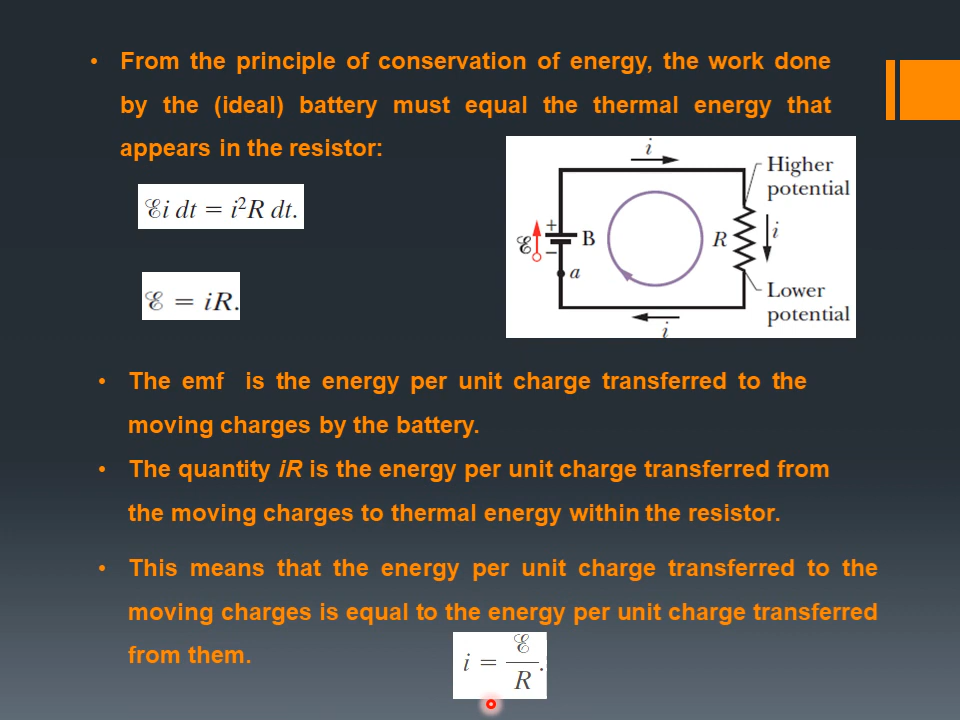 • From the principle of conservation of energy, the work done
by the (ideal) battery must equal the thermal energy that
appears in the resistor:
ℰi dt = i²R dt.
ℰ = iR.
i
Higher
potential
+
ℰ
B
R
i
−
a
Lower
potential
i
• The emf is the energy per unit charge transferred to the
moving charges by the battery.
• The quantity iR is the energy per unit charge transferred from
the moving charges to thermal energy within the resistor.
• This means that the energy per unit charge transferred to the
moving charges is equal to the energy per unit charge transferred
from them.
i = ℰ/R.